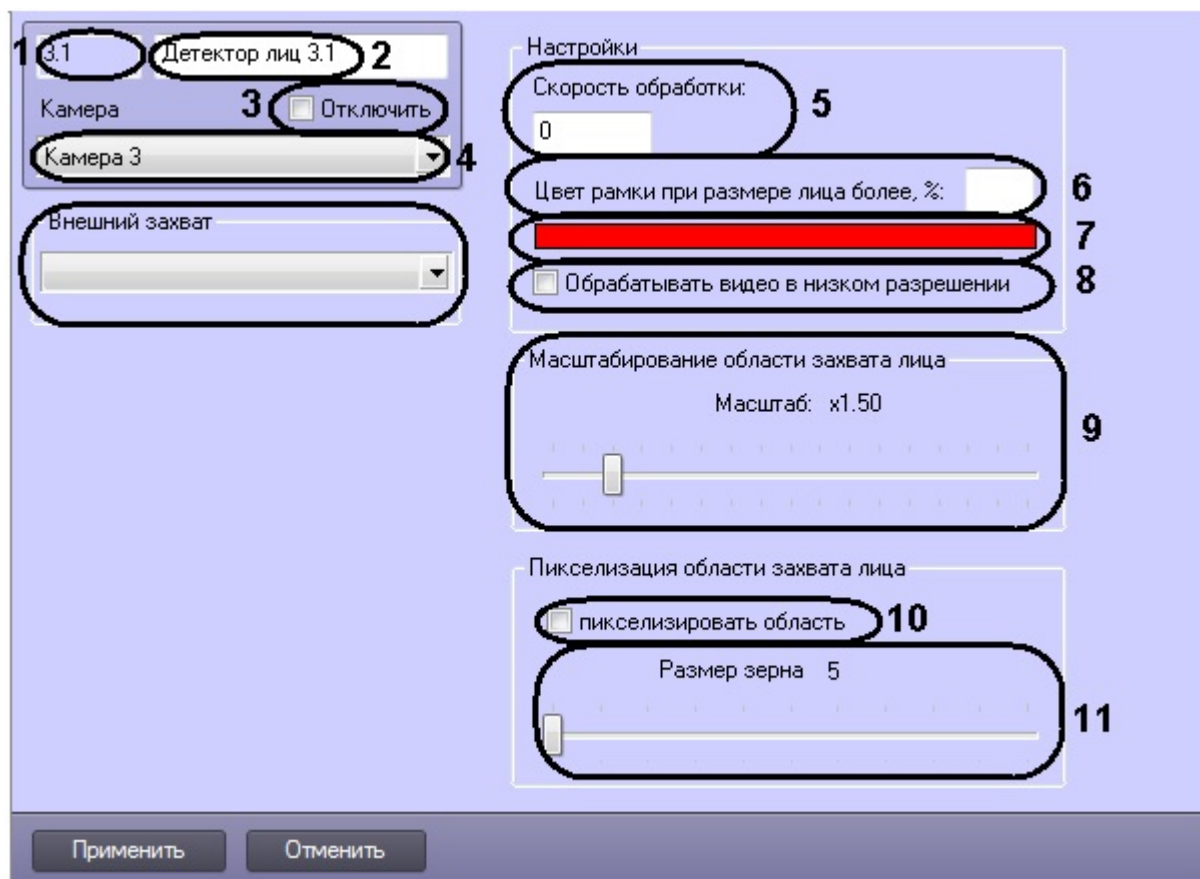 1 3.1 Детектор лиц 3.1 2
Камера 3 Отключить
Камера 3 4
Внешний захват
Настройки
Скорость обработки:
0 5
Цвет рамки при размере лица более, %: 6
7
Обрабатывать видео в низком разрешении 8
Масштабирование области захвата лица
Масштаб: x1.50
9
Пикселизация области захвата лица
пикселизировать область 10
Размер зерна 5
11
Применить Отменить